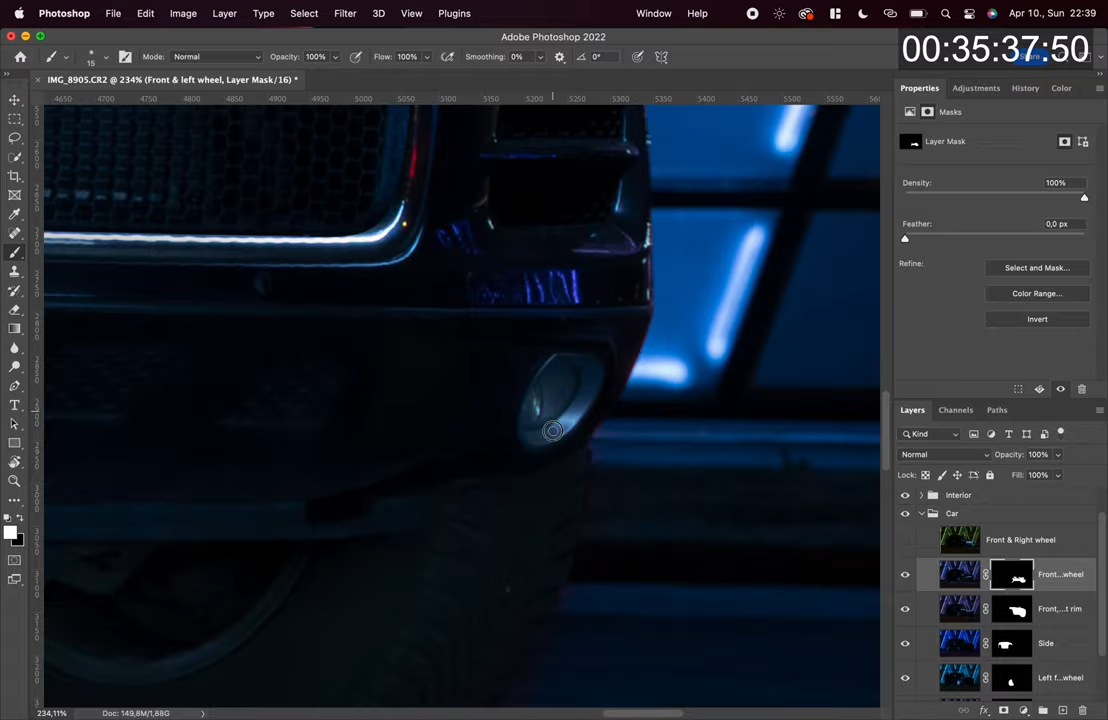 Photoshop File Edit Image Layer Type Select Filter 3D View Plugins Window Help Apr 10., Sun 22:39
Adobe Photoshop 2022
00:35:37:50
15 Mode: Normal Opacity: 100% Flow: 100% Smoothing: 0% 0°
IMG_8905.CR2 @ 234% (Front & left wheel, Layer Mask/16) *
4650 4700 4750 4800 4850 4900 4950 5000 5050 5100 5150 5200 5250 5300 5350 5400 5450 5500 5550
Properties Adjustments History Color
Masks
Layer Mask
Density: 100%
Feather: 0,0 px
Refine: Select and Mask...
Color Range...
Invert
Layers Channels Paths
Kind
Normal Opacity: 100%
Lock: Fill: 100%
Interior
Car
Front & Right wheel
Front...wheel
Front,...t rim
Side
Left f...wheel
fx
234,11% Doc: 149,8M/1,88G